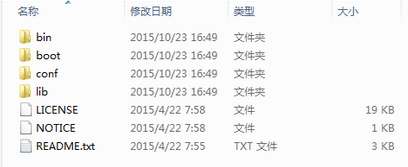 名称 修改日期 类型 大小
bin 2015/10/23 16:49 文件夹
boot 2015/10/23 16:49 文件夹
conf 2015/10/23 16:49 文件夹
lib 2015/10/23 16:49 文件夹
LICENSE 2015/4/22 7:58 文件 19 KB
NOTICE 2015/4/22 7:58 文件 1 KB
README.txt 2015/4/22 7:55 TXT 文件 3 KB